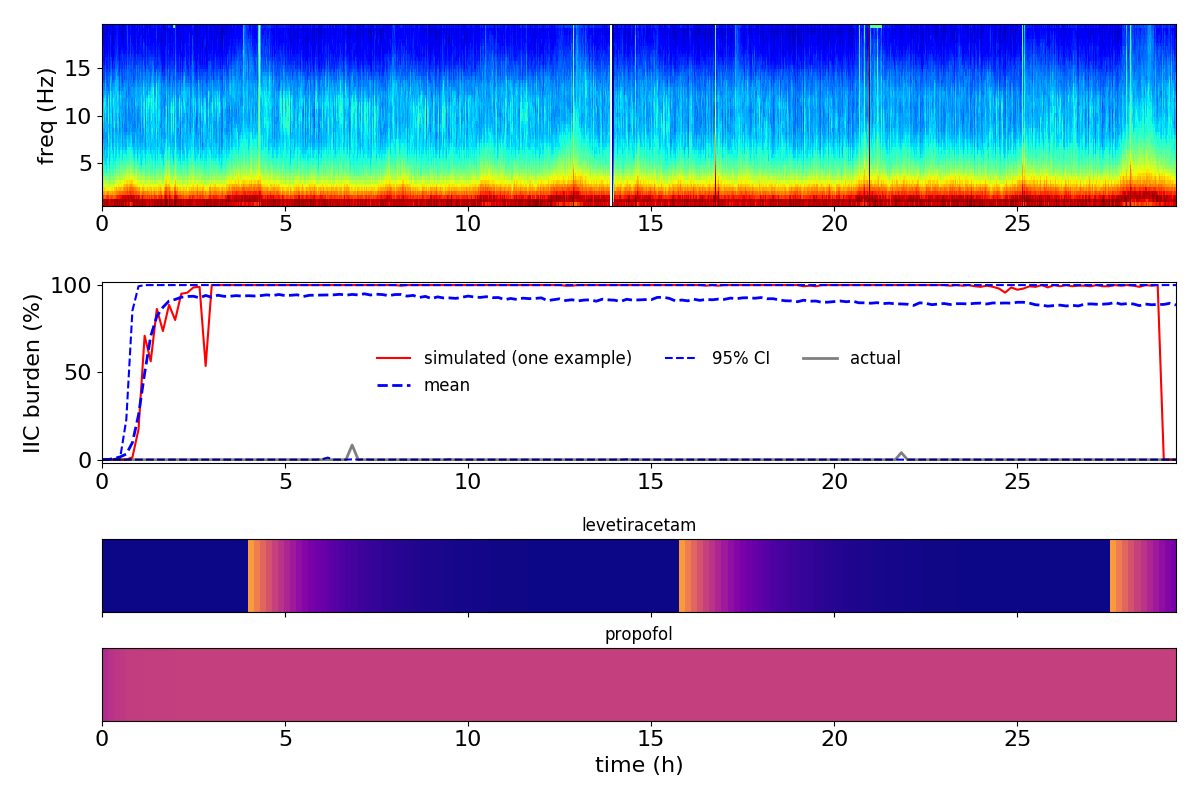 freq (Hz)
15
10
5
0 5 10 15 20 25
IIC burden (%)
100
50
0
simulated (one example) 95% CI actual
mean
0 5 10 15 20 25
levetiracetam
propofol
0 5 10 15 20 25
time (h)